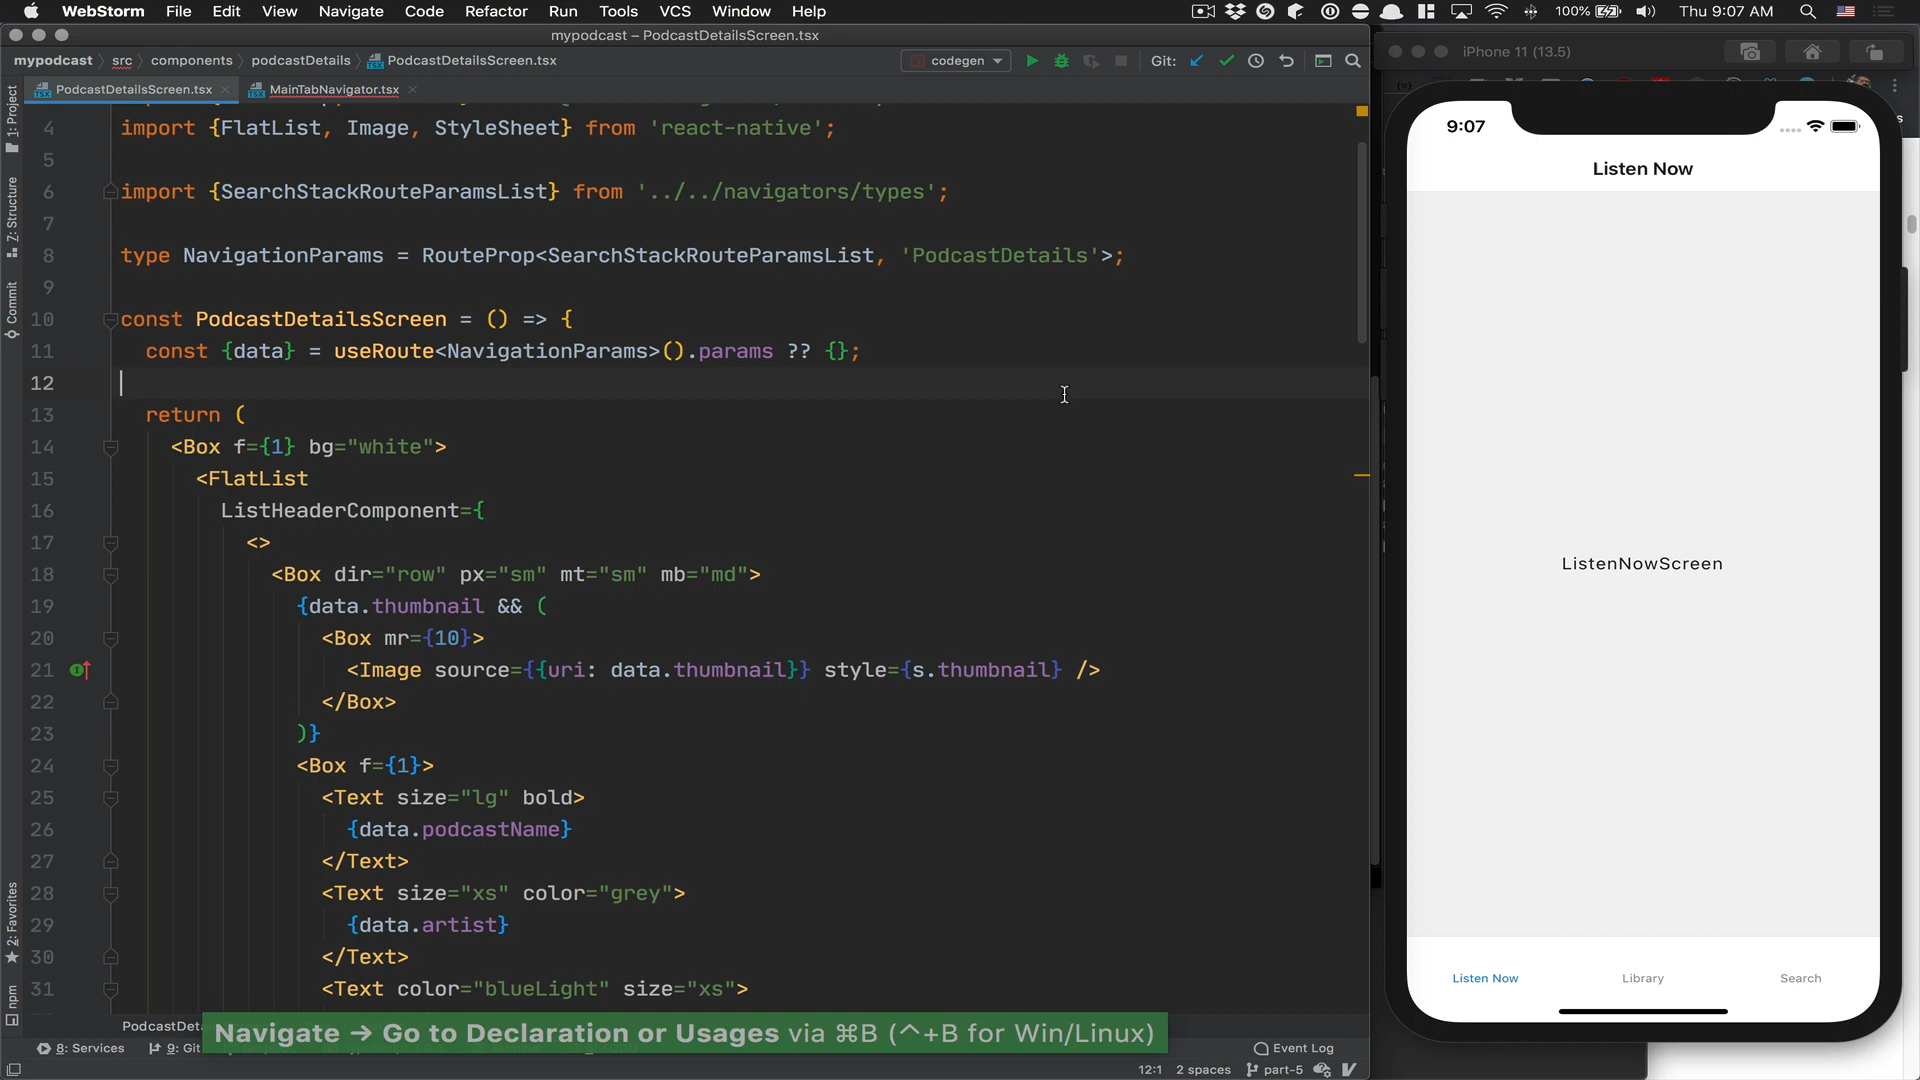 WebStorm File Edit View Navigate Code Refactor Run Tools VCS Window Help 100% Thu 9:07 AM
mypodcast – PodcastDetailsScreen.tsx
mypodcast src components podcastDetails PodcastDetailsScreen.tsx codegen Git:
PodcastDetailsScreen.tsx MainTabNavigator.tsx
1: Project
Z: Structure
Commit
2: Favorites
npm
4 import {FlatList, Image, StyleSheet} from 'react-native';
5
6 import {SearchStackRouteParamsList} from '../../navigators/types';
7
8 type NavigationParams = RouteProp<SearchStackRouteParamsList, 'PodcastDetails'>;
9
10 const PodcastDetailsScreen = () => {
11 const {data} = useRoute<NavigationParams>().params ?? {};
12
13 return (
14 <Box f={1} bg="white">
15 <FlatList
16 ListHeaderComponent={
17 <>
18 <Box dir="row" px="sm" mt="sm" mb="md">
19 {data.thumbnail && (
20 <Box mr={10}>
21 <Image source={{uri: data.thumbnail}} style={s.thumbnail} />
22 </Box>
23 )}
24 <Box f={1}>
25 <Text size="lg" bold>
26 {data.podcastName}
27 </Text>
28 <Text size="xs" color="grey">
29 {data.artist}
30 </Text>
31 <Text color="blueLight" size="xs">
Navigate → Go to Declaration or Usages via ⌘B (^+B for Win/Linux)
8: Services 9: Git Event Log
12:1 2 spaces part-5
iPhone 11 (13.5)
9:07
Listen Now
ListenNowScreen
Listen Now Library Search